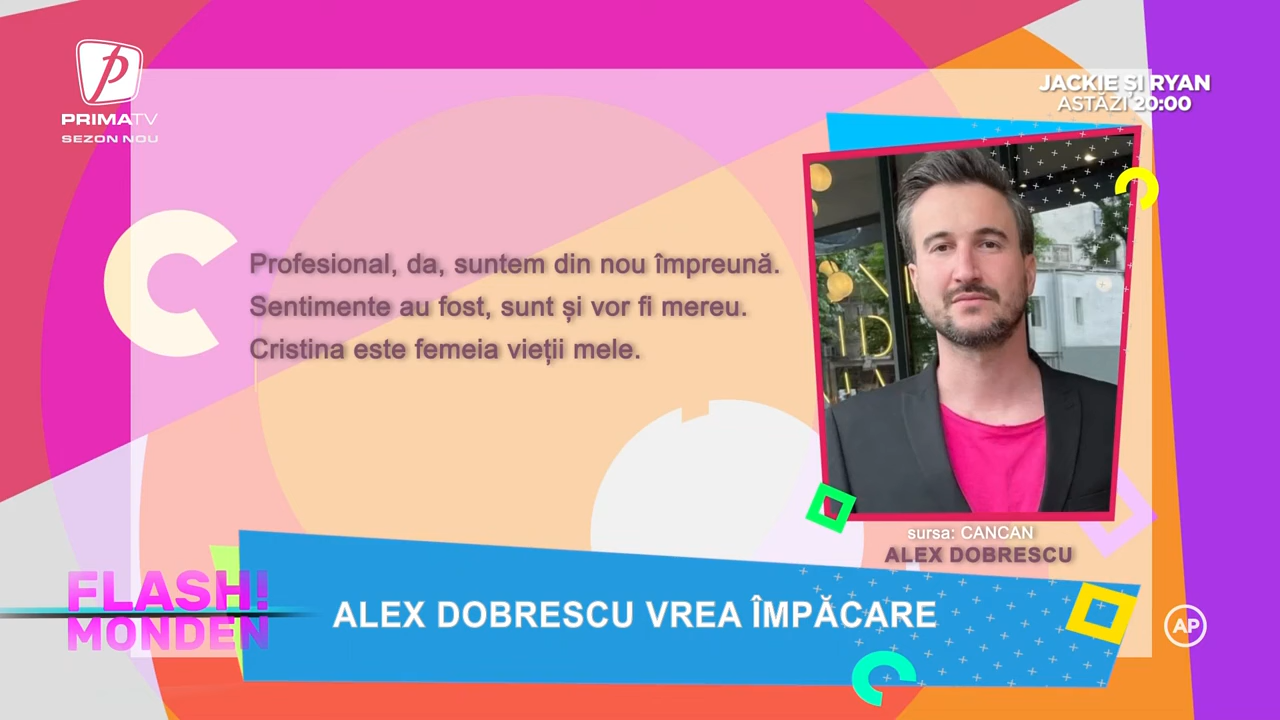 PRIMATV
SEZON NOU
JACKIE ȘI RYAN
ASTĂZI 20:00
Profesional, da, suntem din nou împreună.
Sentimente au fost, sunt și vor fi mereu.
Cristina este femeia vieții mele.
sursa: CANCAN
ALEX DOBRESCU
FLASH!
MONDEN
ALEX DOBRESCU VREA ÎMPĂCARE
AP